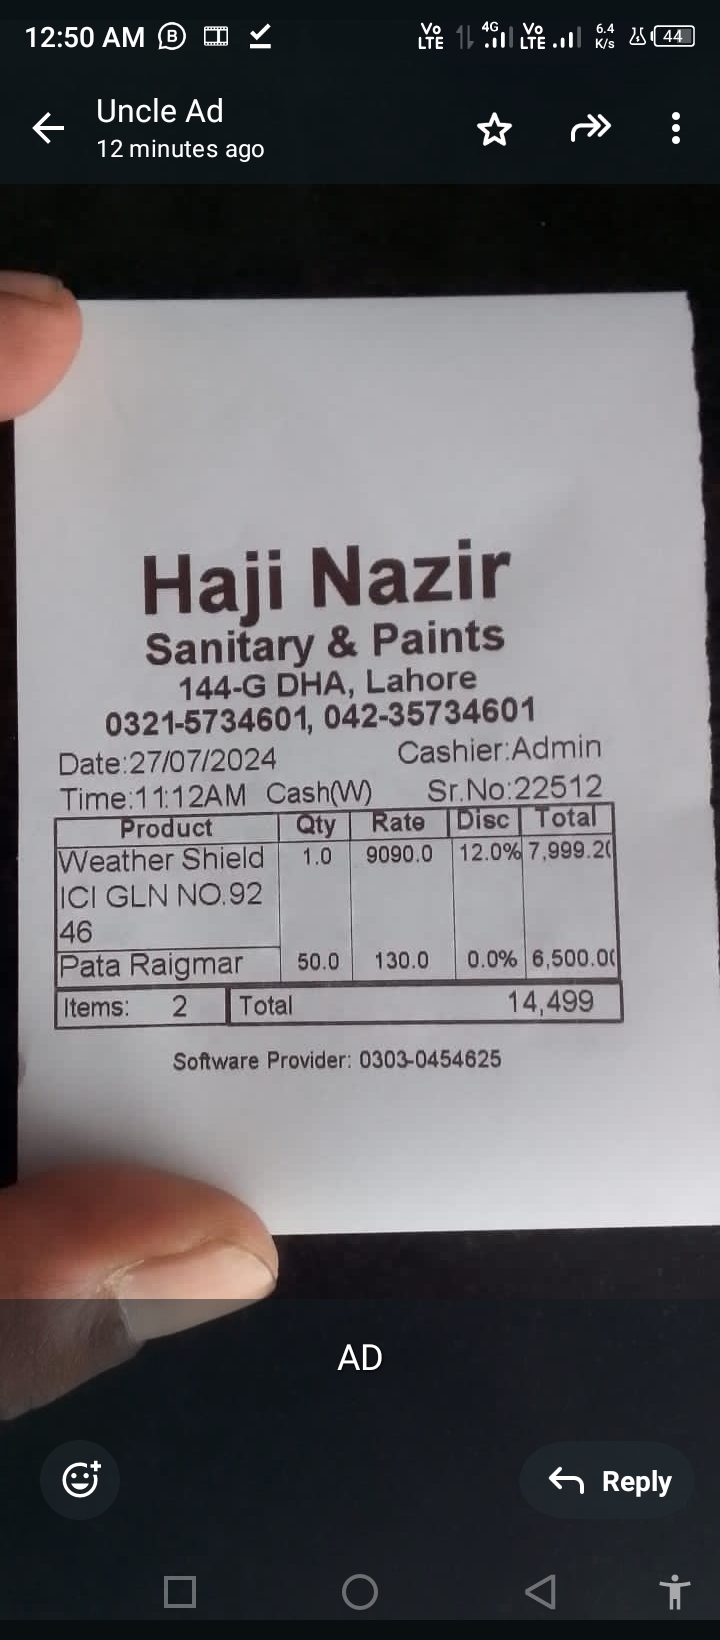 12:50 AM
Vo LTE 4G Vo LTE 6.4 K/s 44
Uncle Ad
12 minutes ago
Haji Nazir
Sanitary & Paints
144-G DHA, Lahore
0321-5734601, 042-35734601
Date:27/07/2024 Cashier:Admin
Time:11:12AM Cash(W) Sr.No:22512
Product Qty Rate Disc Total
Weather Shield 1.0 9090.0 12.0% 7,999.20
ICI GLN NO.92
46
Pata Raigmar 50.0 130.0 0.0% 6,500.00
Items: 2 Total 14,499
Software Provider: 0303-0454625
AD
Reply